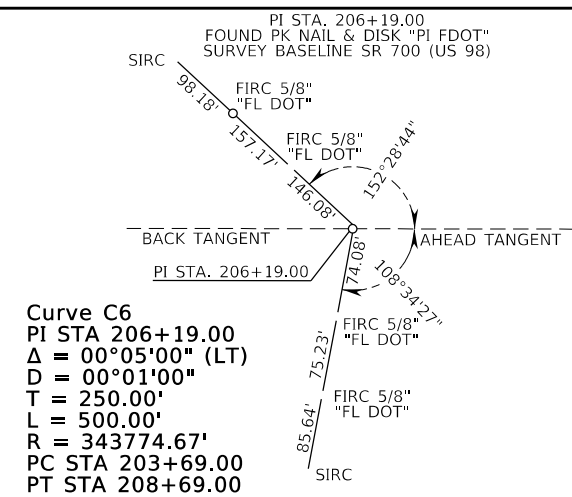 PI STA. 206+19.00
FOUND PK NAIL & DISK "PI FDOT"
SURVEY BASELINE SR 700 (US 98)
SIRC
98.18'
FIRC 5/8"
"FL DOT"
157.17'
FIRC 5/8"
"FL DOT"
146.08'
152°28'44"
BACK TANGENT
AHEAD TANGENT
PI STA. 206+19.00
74.08'
108°34'27"
FIRC 5/8"
"FL DOT"
75.23'
FIRC 5/8"
"FL DOT"
85.64'
SIRC
Curve C6
PI STA 206+19.00
Δ = 00°05'00" (LT)
D = 00°01'00"
T = 250.00'
L = 500.00'
R = 343774.67'
PC STA 203+69.00
PT STA 208+69.00